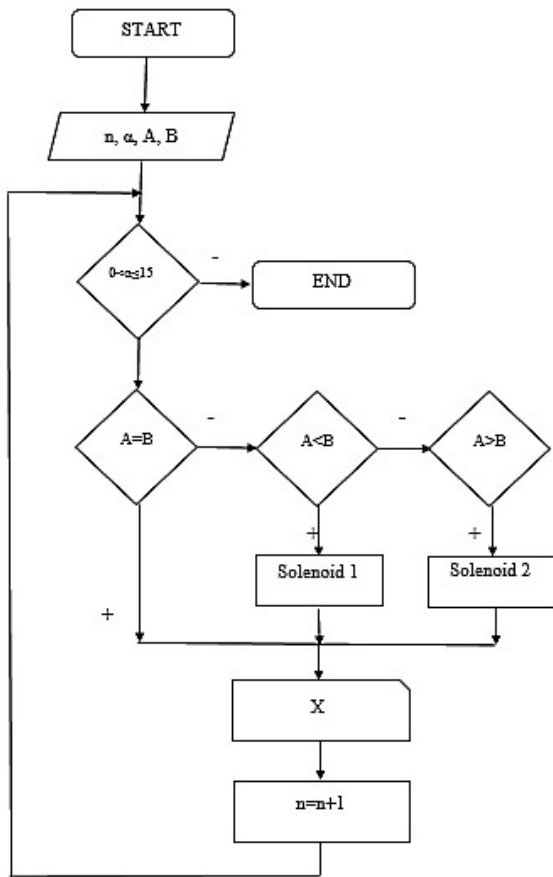 START
n, α, A, B
0<α≤15
-
END
A=B
-
A<B
-
A>B
+
+
Solenoid 1
Solenoid 2
+
X
n=n+1